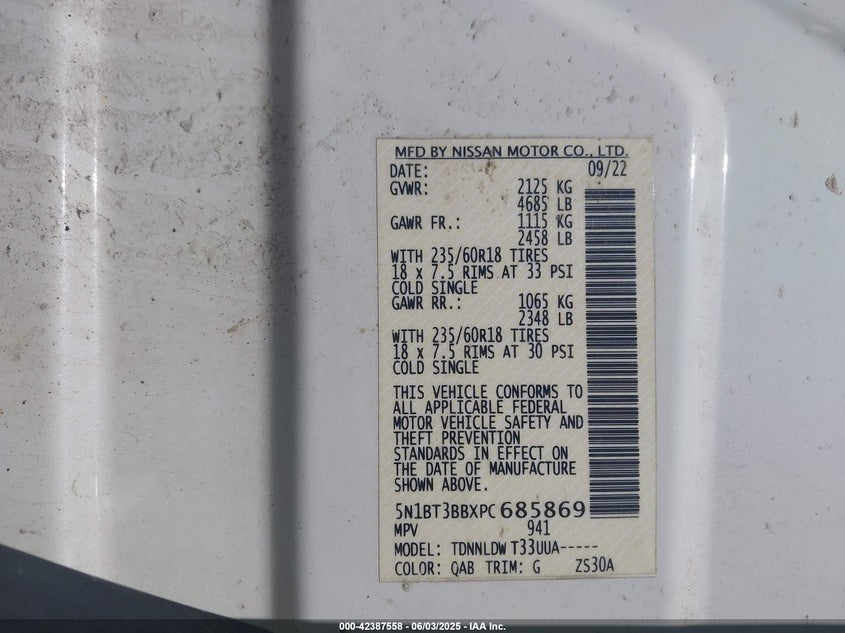 MFD BY NISSAN MOTOR CO., LTD.
DATE: 09/22
GVWR: 2125 KG
4685 LB
GAWR FR.: 1115 KG
2458 LB
WITH 235/60R18 TIRES
18 x 7.5 RIMS AT 33 PSI
COLD SINGLE
GAWR RR.: 1065 KG
2348 LB
WITH 235/60R18 TIRES
18 x 7.5 RIMS AT 30 PSI
COLD SINGLE
THIS VEHICLE CONFORMS TO
ALL APPLICABLE FEDERAL
MOTOR VEHICLE SAFETY AND
THEFT PREVENTION
STANDARDS IN EFFECT ON
THE DATE OF MANUFACTURE
SHOWN ABOVE.
5N1BT3BBXPC685869
MPV 941
MODEL: TDNNLDW T33UUA-----
COLOR: QAB TRIM: G ZS30A
000-42387558 - 06/03/2025 - IAA Inc.